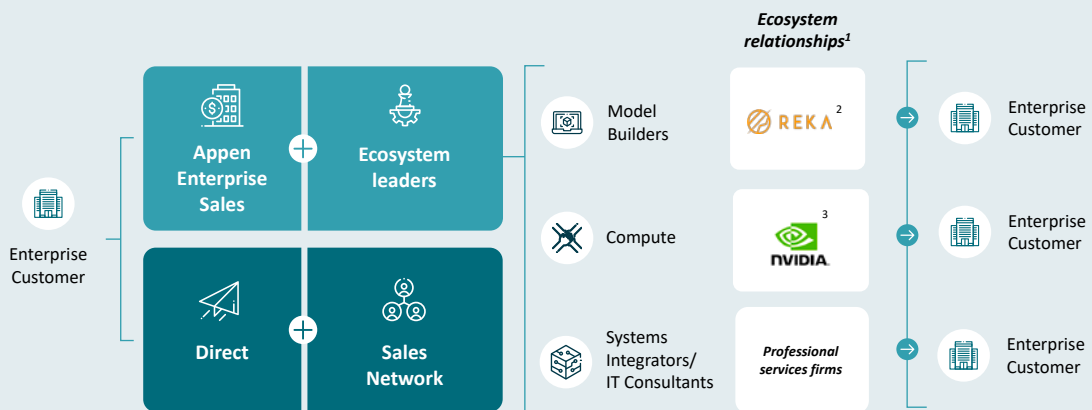 Ecosystem
relationships1
Enterprise
Customer
Appen
Enterprise
Sales
Ecosystem
leaders
Direct
Sales
Network
Model
Builders
REKA 2
Enterprise
Customer
Compute
3
NVIDIA.
Enterprise
Customer
Systems
Integrators/
IT Consultants
Professional
services firms
Enterprise
Customer